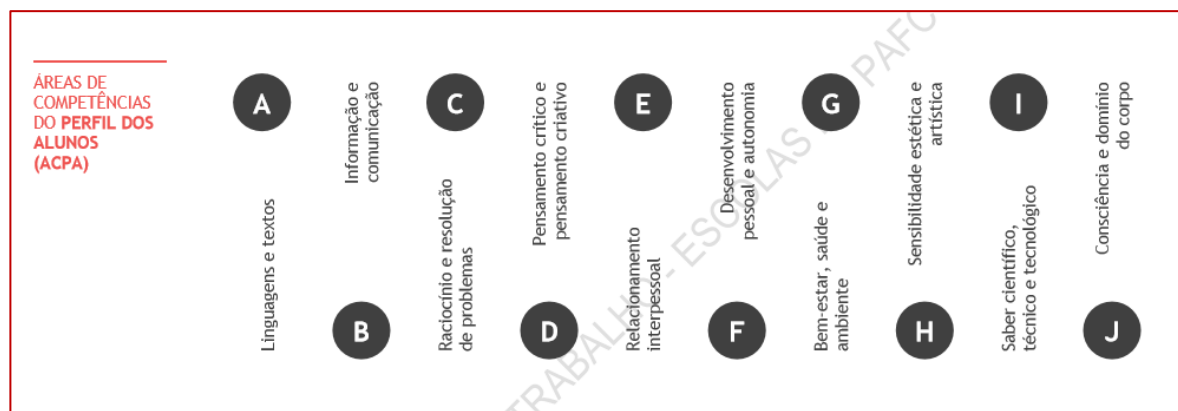 ÁREAS DE
COMPETÊNCIAS
DO PERFIL DOS
ALUNOS
(ACPA)
A
Linguagens e textos
Informação e
comunicação
B
C
Raciocínio e resolução
de problemas
Pensamento crítico e
pensamento criativo
D
E
Relacionamento
interpessoal
Desenvolvimento
pessoal e autonomia
F
G
Bem-estar, saúde e
ambiente
Sensibilidade estética e
artística
H
I
Saber científico,
técnico e tecnológico
Consciência e domínio
do corpo
J
TRABALHO - ESCOLAS